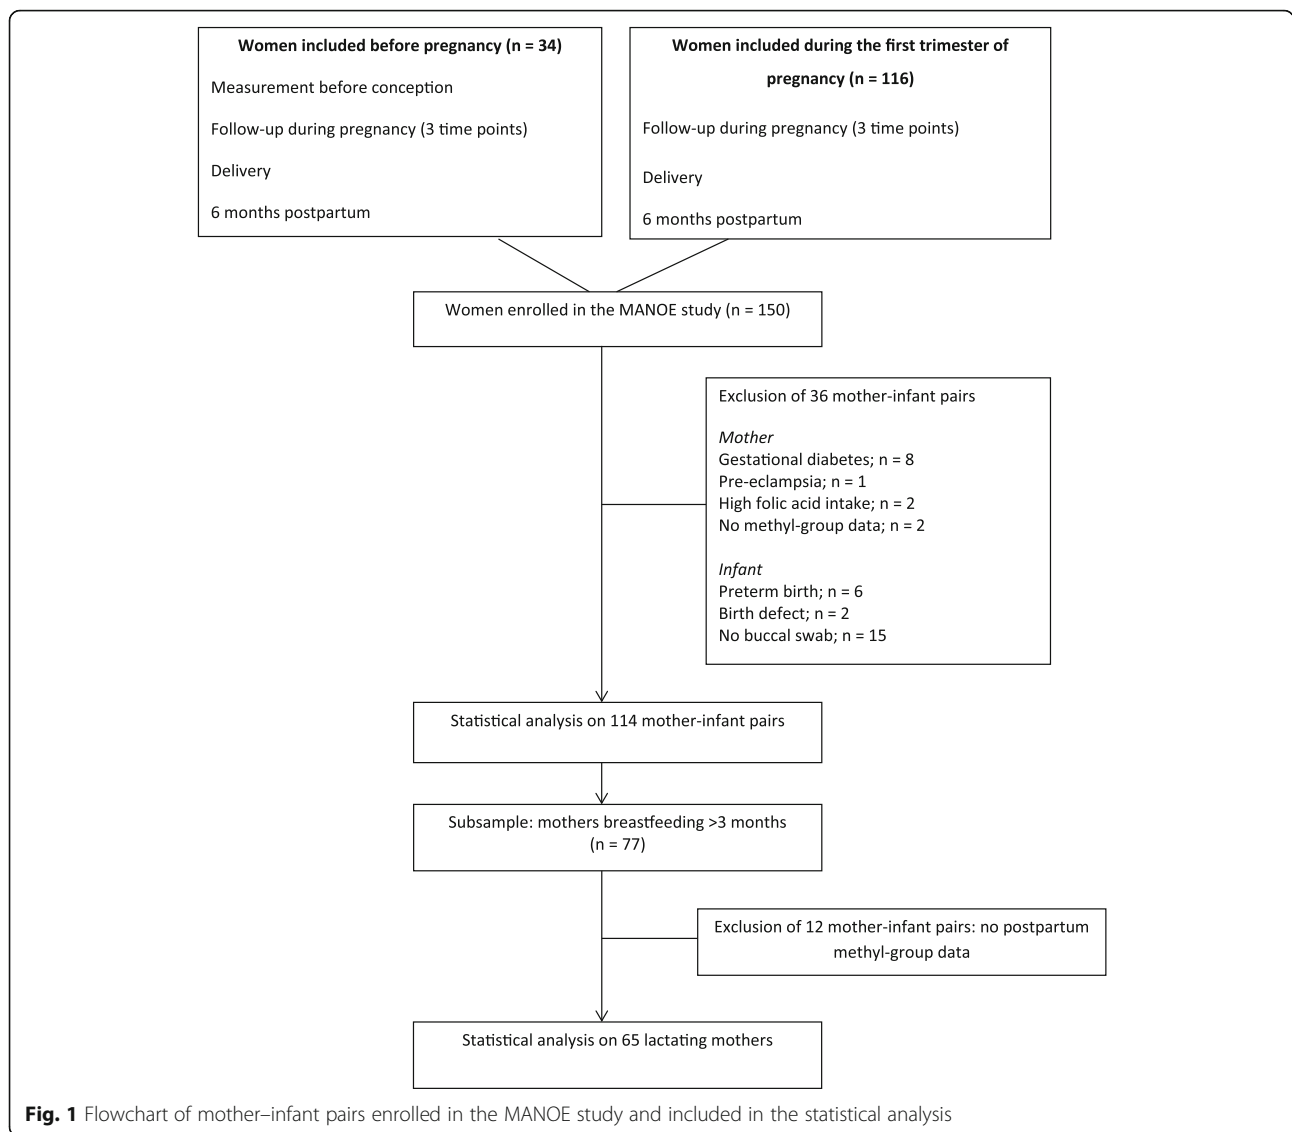 Women included before pregnancy (n = 34)
Measurement before conception
Follow-up during pregnancy (3 time points)
Delivery
6 months postpartum
Women included during the first trimester of
pregnancy (n = 116)
Follow-up during pregnancy (3 time points)
Delivery
6 months postpartum
Women enrolled in the MANOE study (n = 150)
Exclusion of 36 mother-infant pairs
Mother
Gestational diabetes; n = 8
Pre-eclampsia; n = 1
High folic acid intake; n = 2
No methyl-group data; n = 2
Infant
Preterm birth; n = 6
Birth defect; n = 2
No buccal swab; n = 15
Statistical analysis on 114 mother-infant pairs
Subsample: mothers breastfeeding >3 months
(n = 77)
Exclusion of 12 mother-infant pairs: no postpartum
methyl-group data
Statistical analysis on 65 lactating mothers
Fig. 1 Flowchart of mother–infant pairs enrolled in the MANOE study and included in the statistical analysis